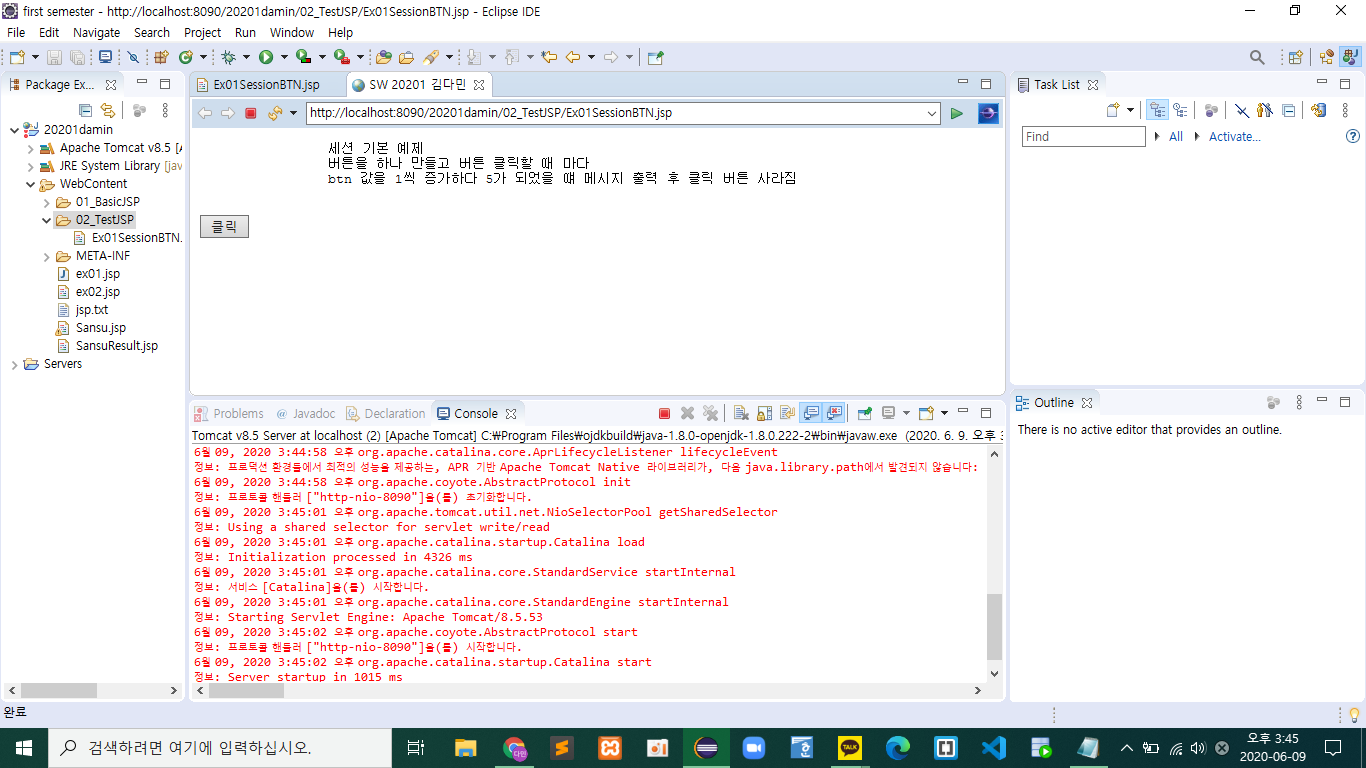 first semester - http://localhost:8090/20201damin/02_TestJSP/Ex01SessionBTN.jsp - Eclipse IDE
File Edit Navigate Search Project Run Window Help
Package Ex...
Ex01SessionBTN.jsp
SW 20201 김다민
Task List
http://localhost:8090/20201damin/02_TestJSP/Ex01SessionBTN.jsp
Find
All
Activate...
20201damin
Apache Tomcat v8.5 [A
JRE System Library [jav
WebContent
01_BasicJSP
02_TestJSP
Ex01SessionBTN.
META-INF
ex01.jsp
ex02.jsp
jsp.txt
Sansu.jsp
SansuResult.jsp
Servers
세션 기본 예제
버튼을 하나 만들고 버튼 클릭할 때 마다
btn 값을 1씩 증가하다 5가 되었을 떄 메시지 출력 후 클릭 버튼 사라짐
클릭
Problems
@ Javadoc
Declaration
Console
Tomcat v8.5 Server at localhost (2) [Apache Tomcat] C:₩Program Files₩ojdkbuild₩java-1.8.0-openjdk-1.8.0.222-2₩bin₩javaw.exe (2020. 6. 9. 오후 3
6월 09, 2020 3:44:58 오후 org.apache.catalina.core.AprLifecycleListener lifecycleEvent
정보: 프로덕션 환경들에서 최적의 성능을 제공하는, APR 기반 Apache Tomcat Native 라이브러리가, 다음 java.library.path에서 발견되지 않습니다:
6월 09, 2020 3:44:58 오후 org.apache.coyote.AbstractProtocol init
정보: 프로토콜 핸들러 ["http-nio-8090"]을(를) 초기화합니다.
6월 09, 2020 3:45:01 오후 org.apache.tomcat.util.net.NioSelectorPool getSharedSelector
정보: Using a shared selector for servlet write/read
6월 09, 2020 3:45:01 오후 org.apache.catalina.startup.Catalina load
정보: Initialization processed in 4326 ms
6월 09, 2020 3:45:01 오후 org.apache.catalina.core.StandardService startInternal
정보: 서비스 [Catalina]을(를) 시작합니다.
6월 09, 2020 3:45:01 오후 org.apache.catalina.core.StandardEngine startInternal
정보: Starting Servlet Engine: Apache Tomcat/8.5.53
6월 09, 2020 3:45:02 오후 org.apache.coyote.AbstractProtocol start
정보: 프로토콜 핸들러 ["http-nio-8090"]을(를) 시작합니다.
6월 09, 2020 3:45:02 오후 org.apache.catalina.startup.Catalina start
정보: Server startup in 1015 ms
Outline
There is no active editor that provides an outline.
완료
검색하려면 여기에 입력하십시오.
다민
TALK
오후 3:45
2020-06-09